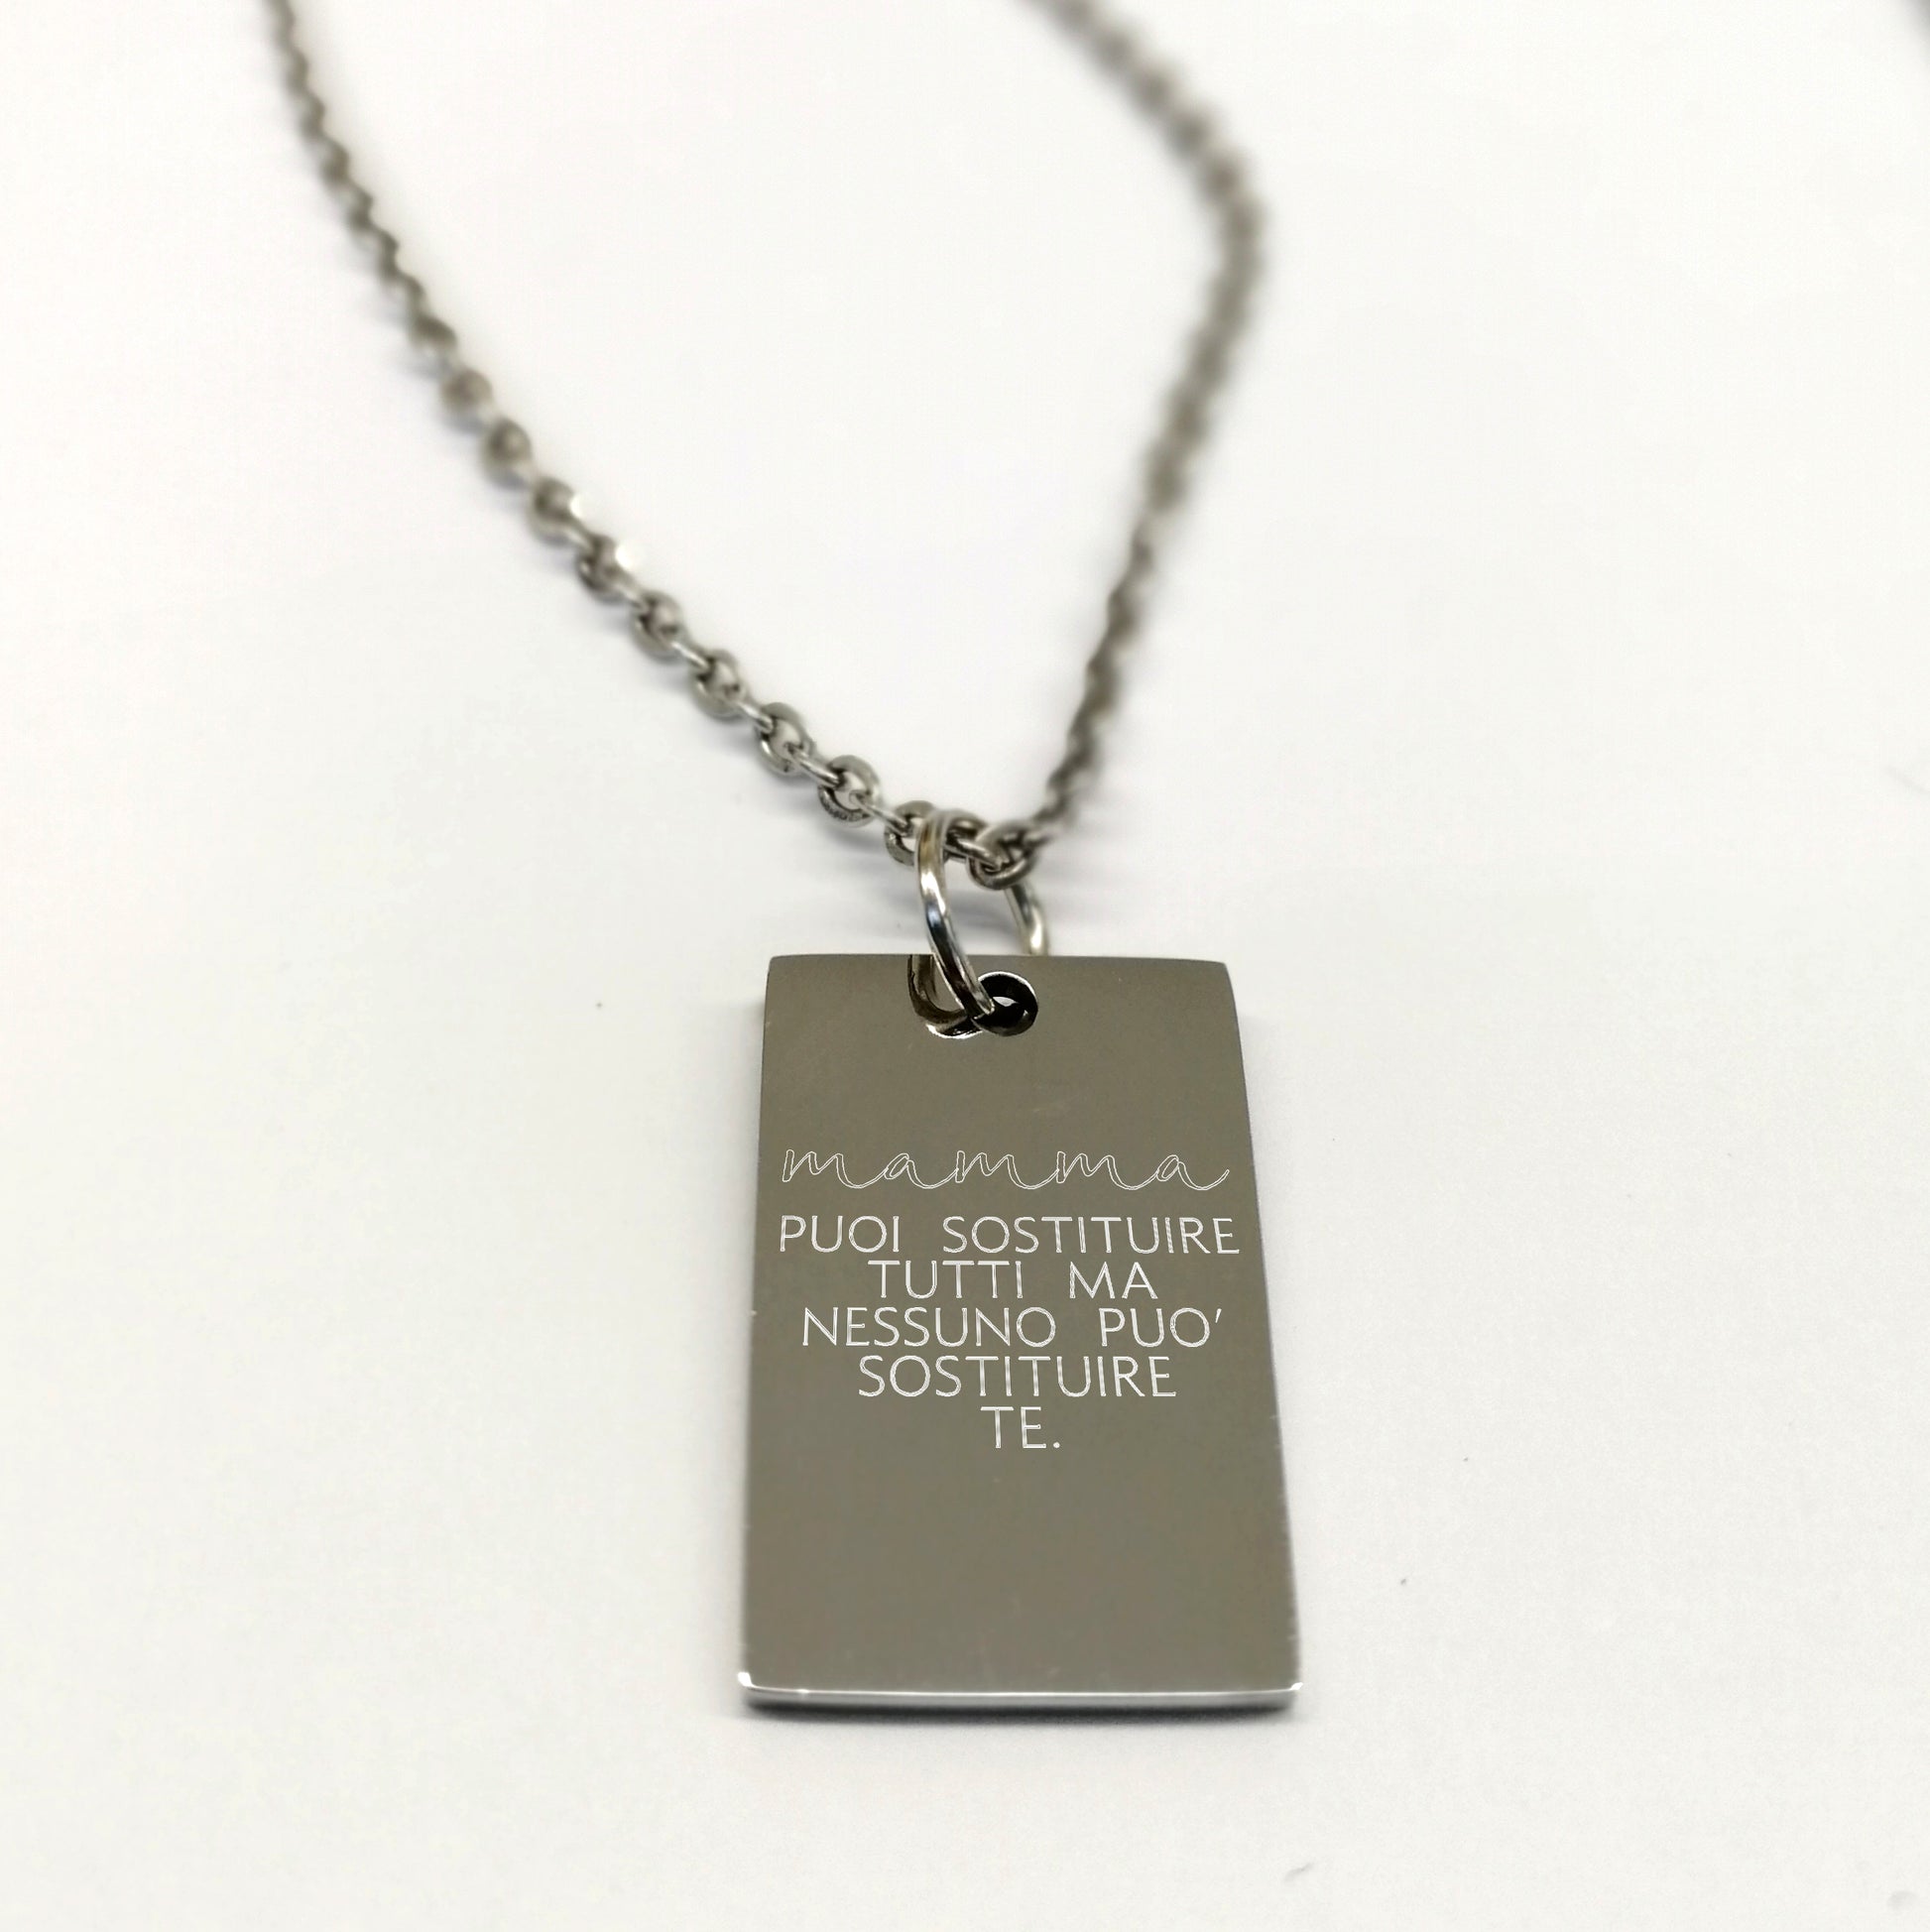 mamma
PUOI SOSTITUIRE
TUTTI MA
NESSUNO PUO'
SOSTITUIRE
TE.